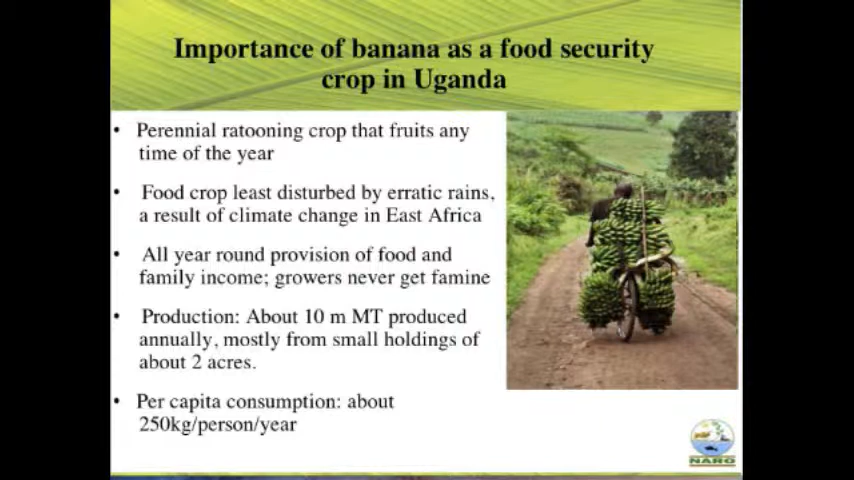 Importance of banana as a food security
crop in Uganda
• Perennial ratooning crop that fruits any
time of the year
• Food crop least disturbed by erratic rains,
a result of climate change in East Africa
• All year round provision of food and
family income; growers never get famine
• Production: About 10 m MT produced
annually, mostly from small holdings of
about 2 acres.
• Per capita consumption: about
250kg/person/year
NARO